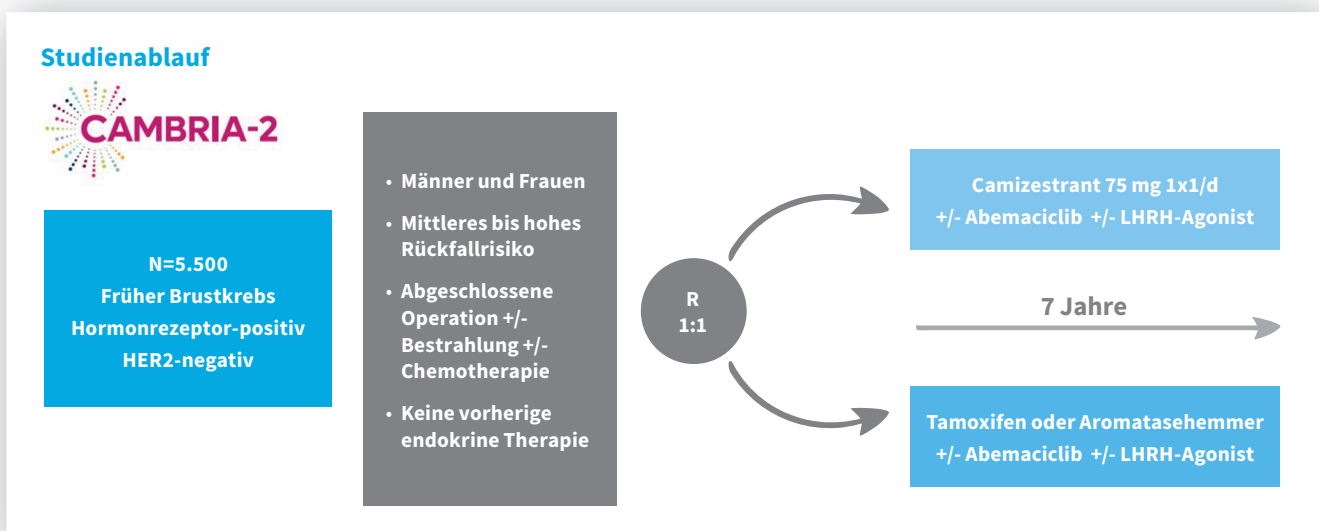 Studienablauf
CAMBRIA-2
N=5.500
Früher Brustkrebs
Hormonrezeptor-positiv
HER2-negativ
• Männer und Frauen
• Mittleres bis hohes
Rückfallrisiko
• Abgeschlossene
Operation +/-
Bestrahlung +/-
Chemotherapie
• Keine vorherige
endokrine Therapie
R
1:1
Camizestrant 75 mg 1x1/d
+/- Abemaciclib +/- LHRH-Agonist
7 Jahre
Tamoxifen oder Aromatasehemmer
+/- Abemaciclib +/- LHRH-Agonist